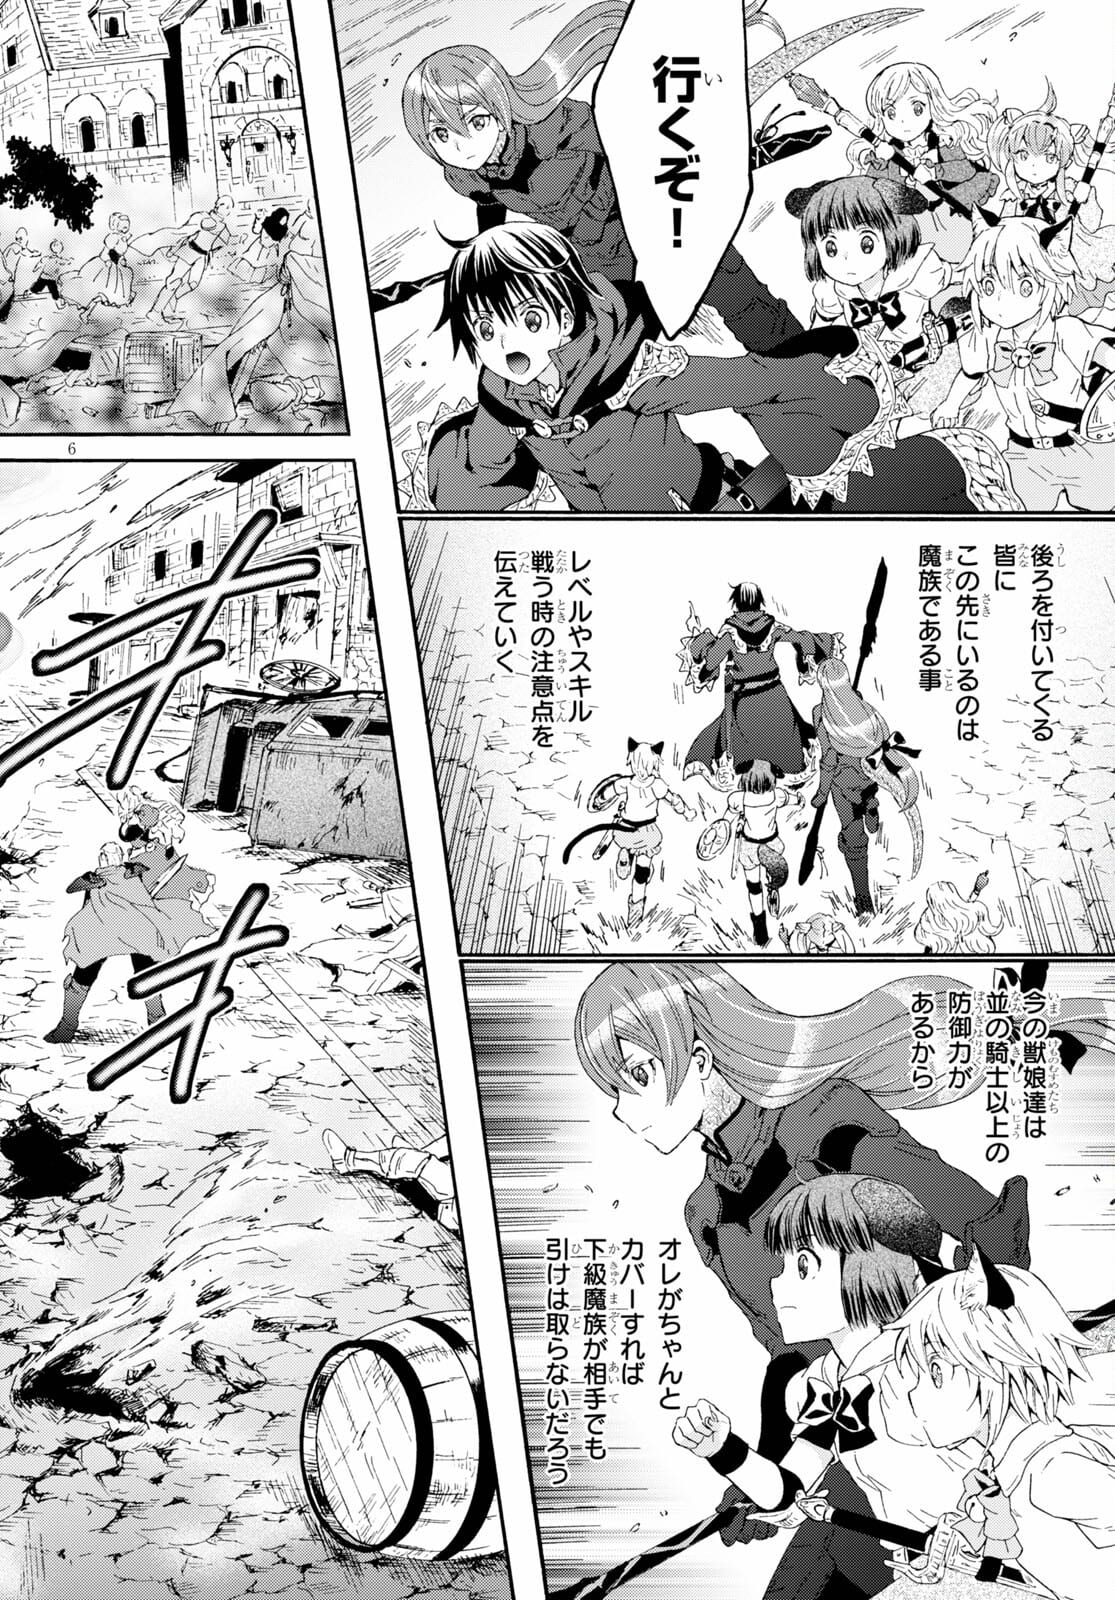 行くぞ！
後ろを付いてくる
皆に
この先にいるのは
魔族である事
レベルやスキル
戦う時の注意点を
伝えていく
今の獣娘達は
並の騎士以上の
防御力が
あるから
オレがちゃんと
カバーすれば
下級魔族が相手でも
引けは取らないだろう
ギ
ギ
6